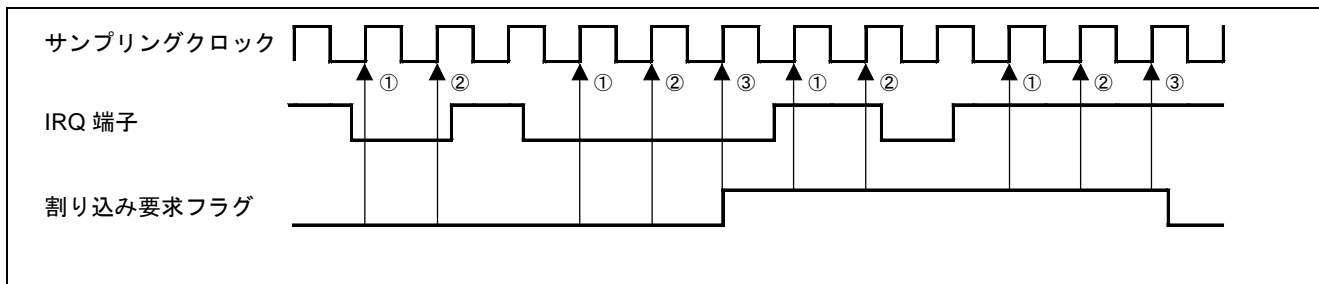 サンプリングクロック
① ② ① ② ③ ① ② ① ② ③
IRQ 端子
割り込み要求フラグ